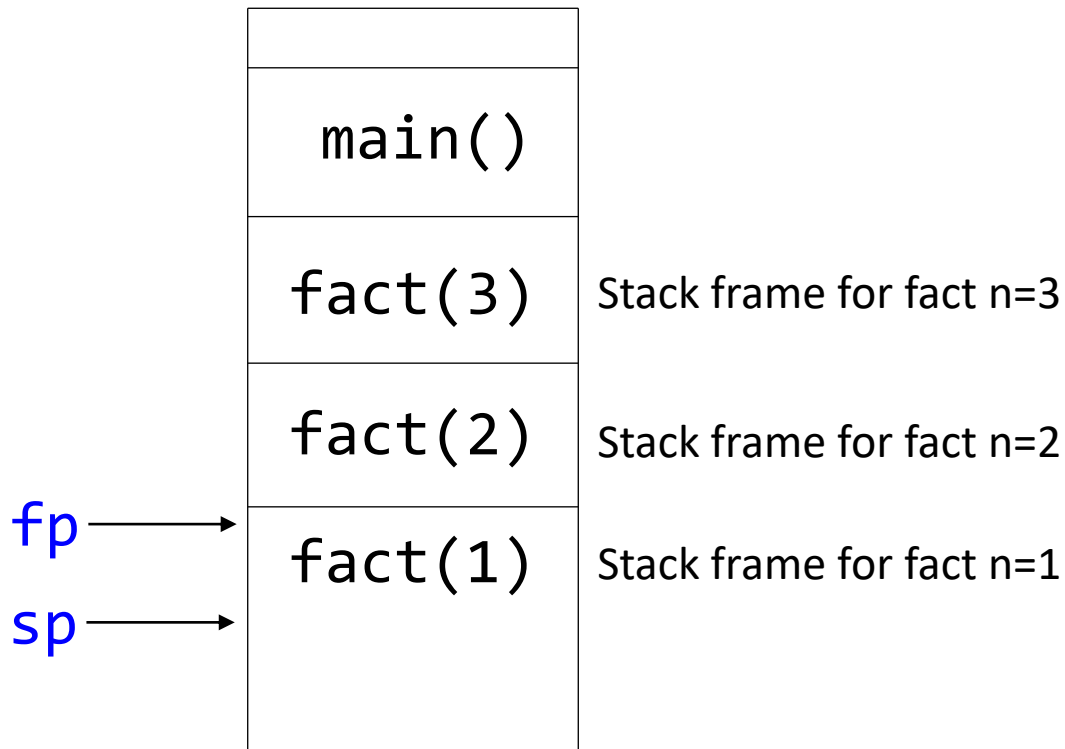 main()
fact(3) Stack frame for fact n=3
fact(2) Stack frame for fact n=2
fp
fact(1) Stack frame for fact n=1
sp